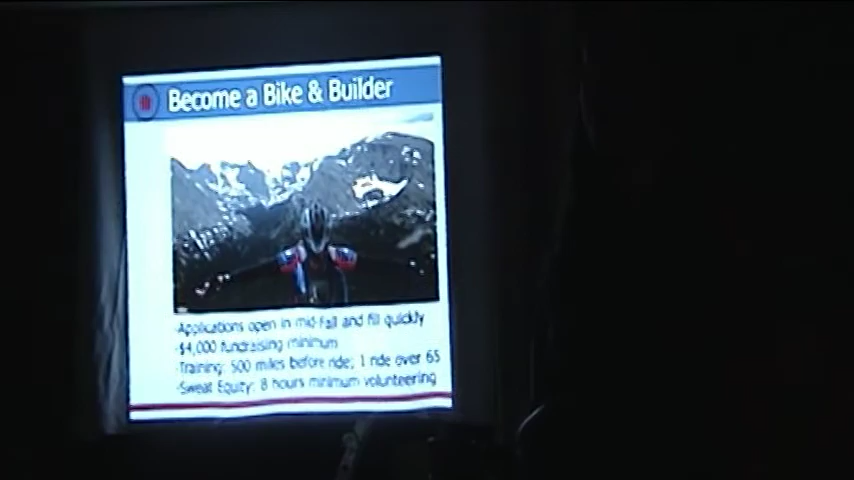 Become a Bike & Builder
-Applications open in mid-fall and fill quickly
-$4,000 fundraising minimum
-Training: 500 miles before ride; 1 ride over 65
-Sweat Equity: 8 hours minimum volunteering